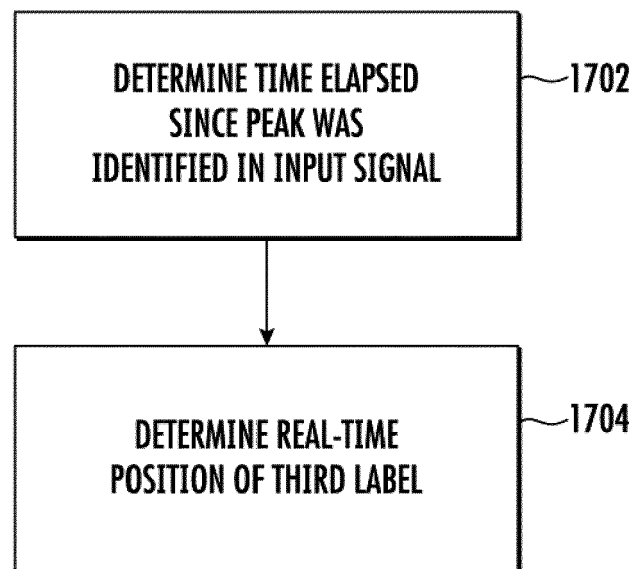 DETERMINE TIME ELAPSED
SINCE PEAK WAS
IDENTIFIED IN INPUT SIGNAL
1702
DETERMINE REAL-TIME
POSITION OF THIRD LABEL
1704